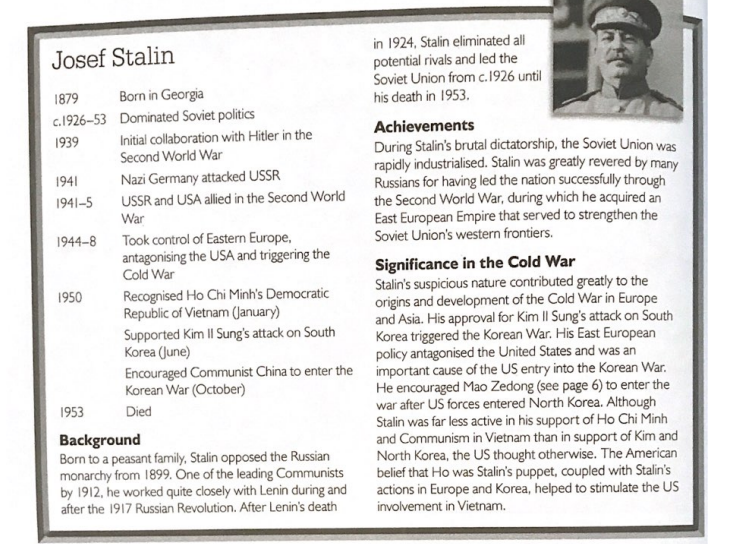 Josef Stalin
1879 Born in Georgia
c.1926–53 Dominated Soviet politics
1939 Initial collaboration with Hitler in the
Second World War
1941 Nazi Germany attacked USSR
1941–5 USSR and USA allied in the Second World
War
1944–8 Took control of Eastern Europe,
antagonising the USA and triggering the
Cold War
1950 Recognised Ho Chi Minh's Democratic
Republic of Vietnam (January)
Supported Kim Il Sung's attack on South
Korea (June)
Encouraged Communist China to enter the
Korean War (October)
1953 Died
Background
Born to a peasant family, Stalin opposed the Russian
monarchy from 1899. One of the leading Communists
by 1912, he worked quite closely with Lenin during and
after the 1917 Russian Revolution. After Lenin's death
in 1924, Stalin eliminated all
potential rivals and led the
Soviet Union from c.1926 until
his death in 1953.
Achievements
During Stalin's brutal dictatorship, the Soviet Union was
rapidly industrialised. Stalin was greatly revered by many
Russians for having led the nation successfully through
the Second World War, during which he acquired an
East European Empire that served to strengthen the
Soviet Union's western frontiers.
Significance in the Cold War
Stalin's suspicious nature contributed greatly to the
origins and development of the Cold War in Europe
and Asia. His approval for Kim Il Sung's attack on South
Korea triggered the Korean War. His East European
policy antagonised the United States and was an
important cause of the US entry into the Korean War.
He encouraged Mao Zedong (see page 6) to enter the
war after US forces entered North Korea. Although
Stalin was far less active in his support of Ho Chi Minh
and Communism in Vietnam than in support of Kim and
North Korea, the US thought otherwise. The American
belief that Ho was Stalin's puppet, coupled with Stalin's
actions in Europe and Korea, helped to stimulate the US
involvement in Vietnam.